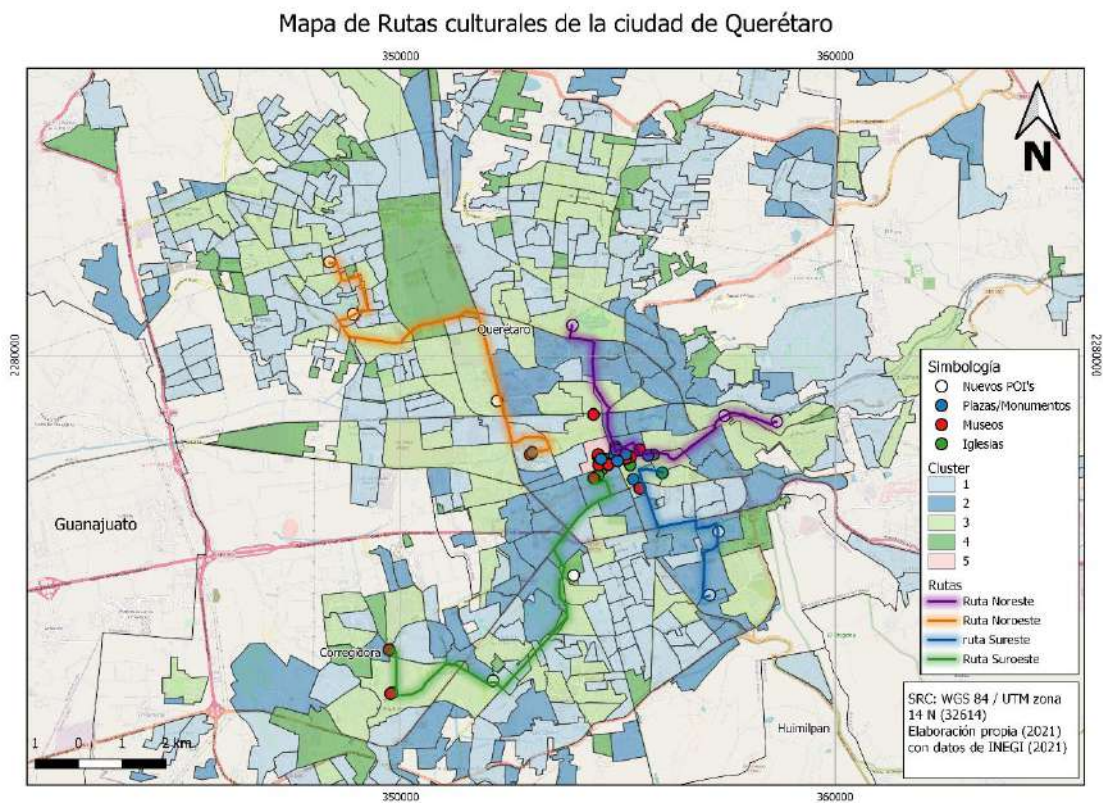 Mapa de Rutas culturales de la ciudad de Querétaro
350000
360000
N
2280000
2280000
Querétaro
Guanajuato
Corregidora
Huimilpan
Simbología
Nuevos POI's
Plazas/Monumentos
Museos
Iglesias
Cluster
1
2
3
4
5
Rutas
Ruta Noreste
Ruta Noroeste
ruta Sureste
Ruta Suroeste
SRC: WGS 84 / UTM zona
14 N (32614)
Elaboración propia (2021)
con datos de INEGI (2021)
1 0 1 2 km
350000
360000